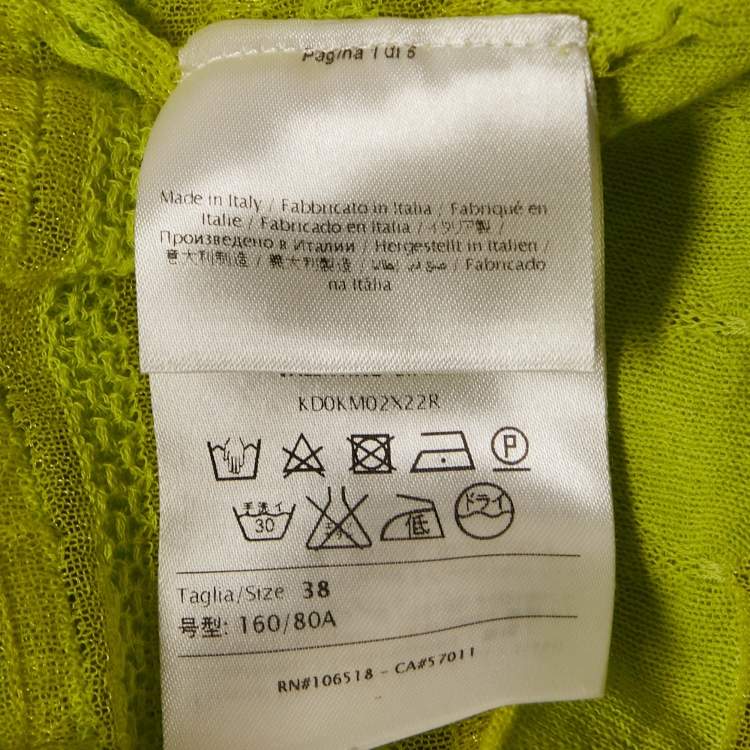 Pagina 1 di 6
Made in Italy / Fabbricato in Italia / Fabriqué en
Italie / Fabricado en Italia / イタリア製 /
Произведено в Италии / Hergestellt in Italien /
意大利制造 / 義大利製造 / صنع في إيطاليا / Fabricado
na Itália
KD0KM02X22R
P
手洗イ
30
低
ドライ
Taglia/Size 38
号型: 160/80A
RN#106518 - CA#57011